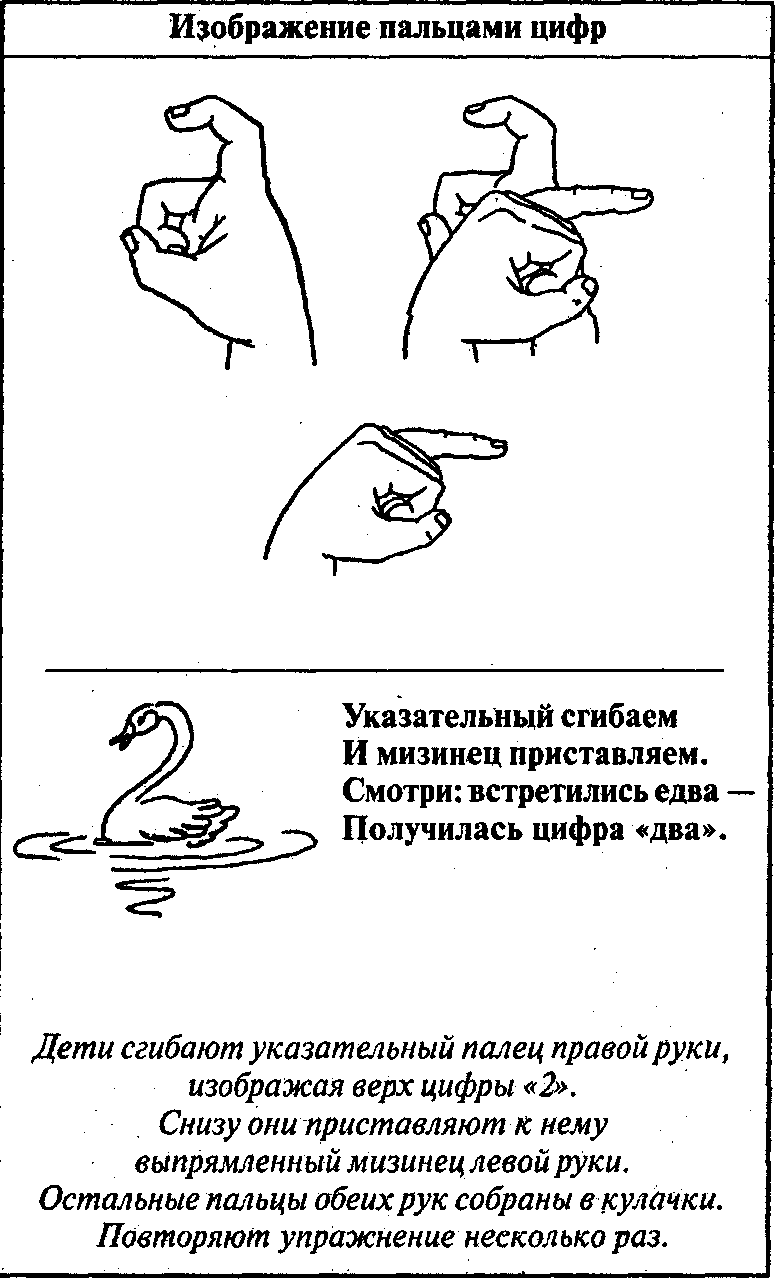 Изображение пальцами цифр
Указательный сгибаем
И мизинец приставляем.
Смотри: встретились едва —
Получилась цифра «два».
Дети сгибают указательный палец правой руки,
изображая верх цифры «2».
Снизу они приставляют к нему
выпрямленный мизинец левой руки.
Остальные пальцы обеих рук собраны в кулачки.
Повторяют упражнение несколько раз.